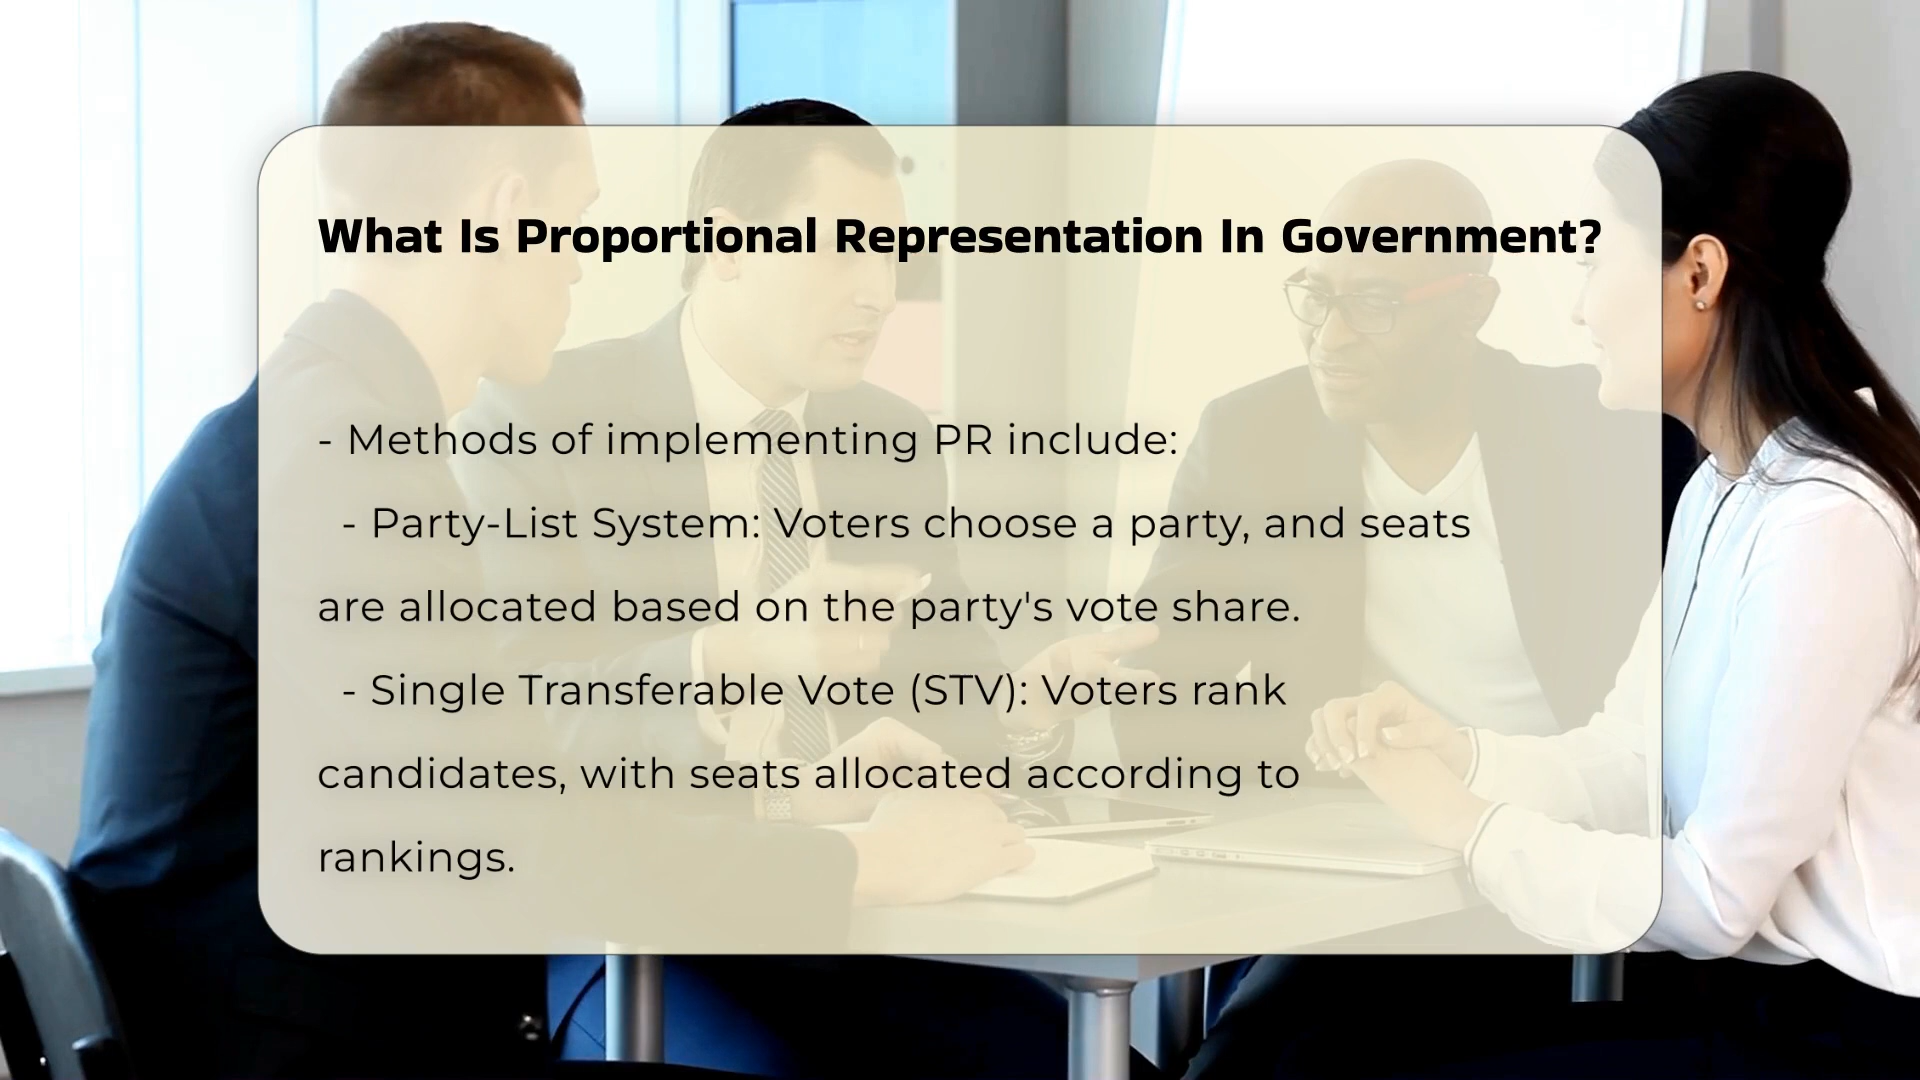 What Is Proportional Representation In Government?
- Methods of implementing PR include:
- Party-List System: Voters choose a party, and seats
are allocated based on the party's vote share.
- Single Transferable Vote (STV): Voters rank
candidates, with seats allocated according to
rankings.